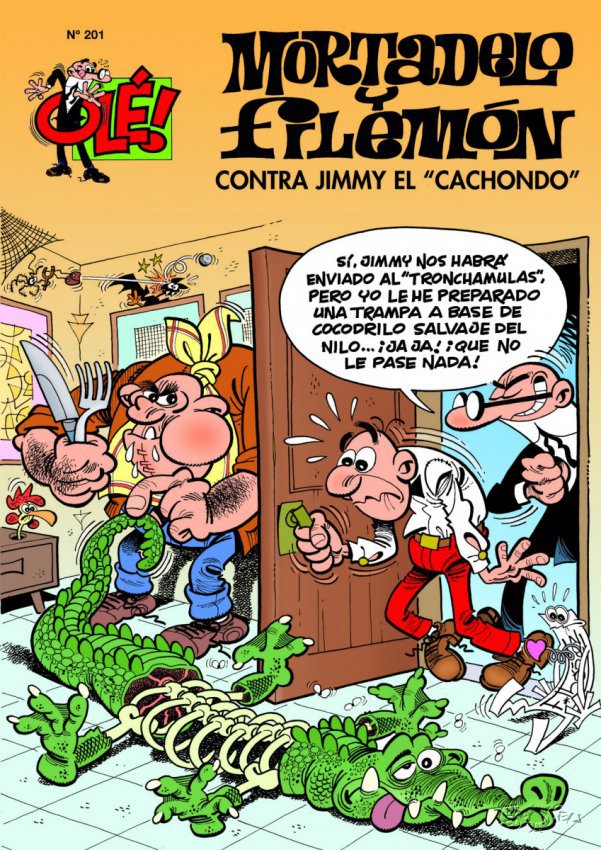 Nº 201
OLÉ!
MORTADELO
Y
FILEMÓN
CONTRA JIMMY EL "CACHONDO"
SÍ, JIMMY NOS HABRÁ
ENVIADO AL "TRONCHAMULAS",
PERO YO LE HE PREPARADO
UNA TRAMPA A BASE DE
COCODRILO SALVAJE DEL
NILO... ¡JA JA! ¡QUE NO
LE PASE NADA!